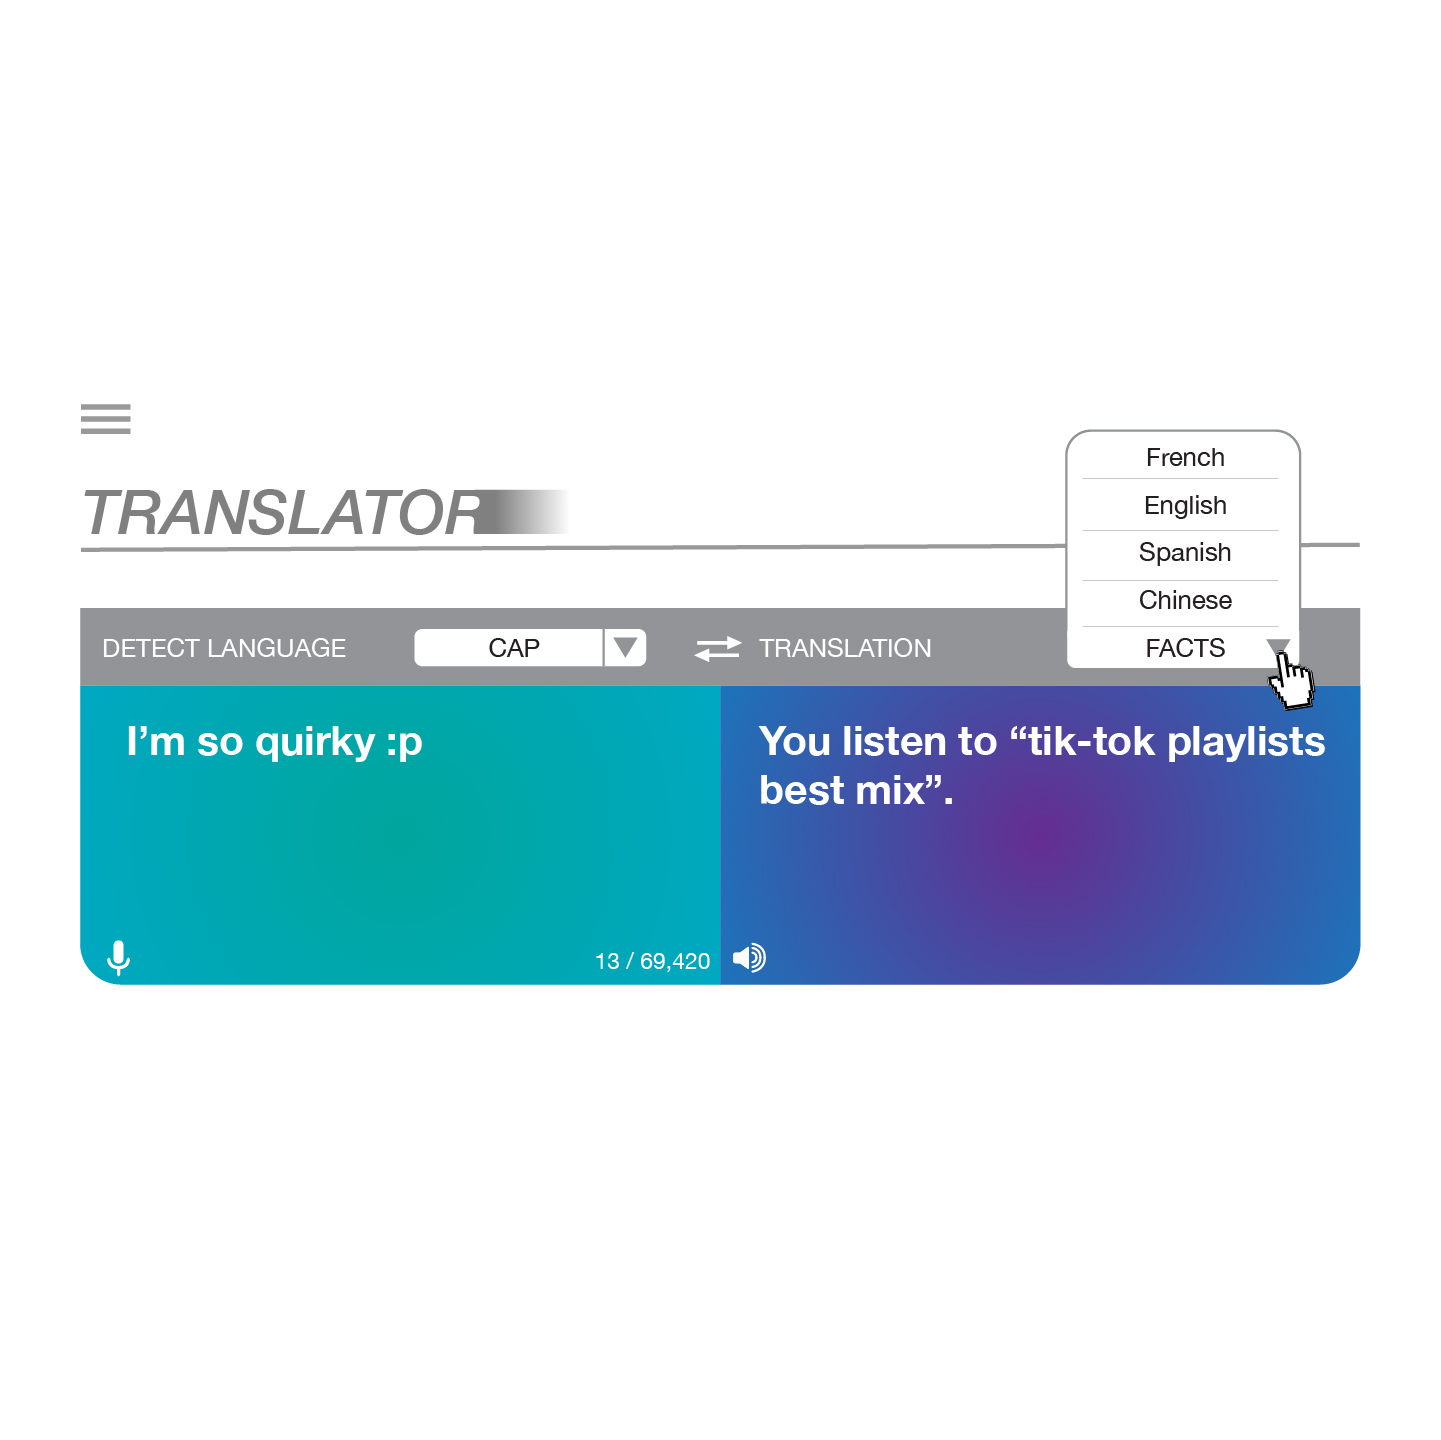 TRANSLATOR
French
English
Spanish
Chinese
DETECT LANGUAGE
CAP
TRANSLATION
FACTS
I’m so quirky :p
You listen to “tik-tok playlists
best mix”.
13 / 69,420